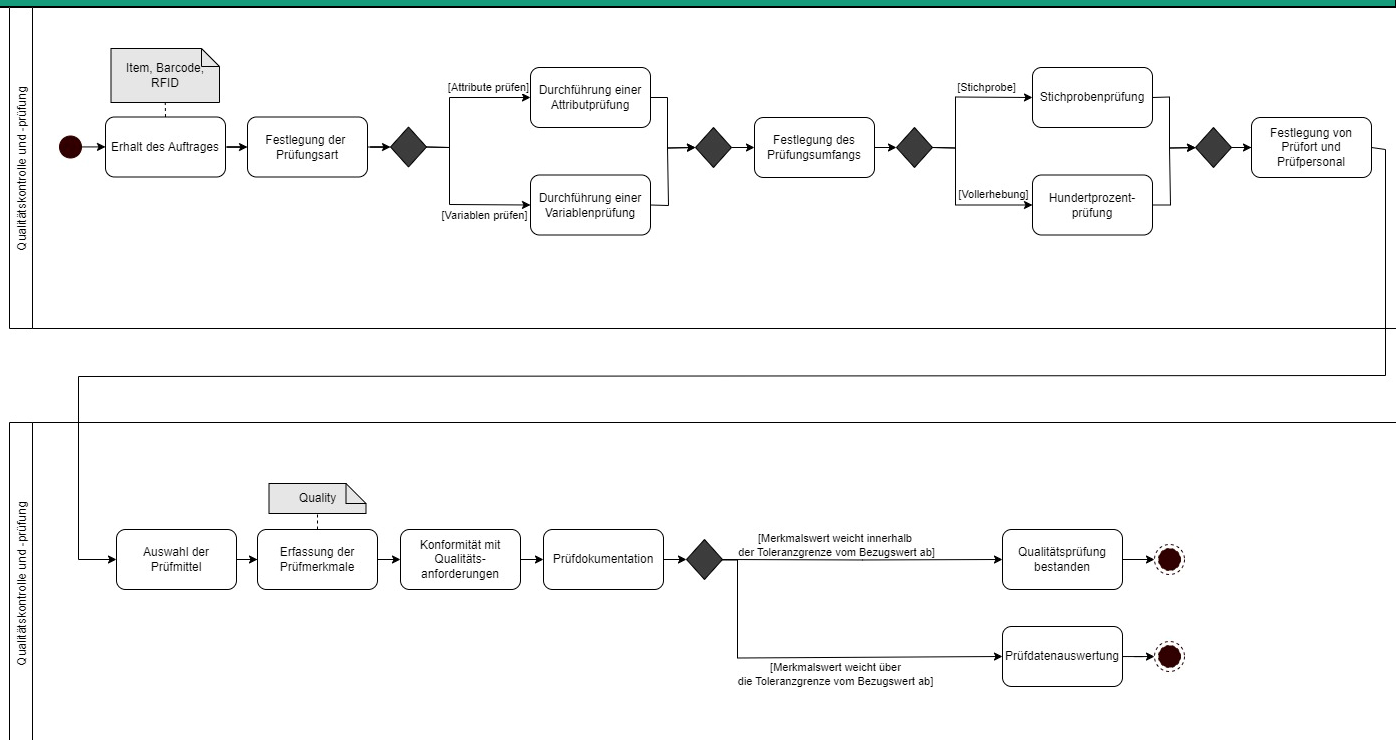 Qualitätskontrolle und -prüfung
Item, Barcode,
RFID
Erhalt des Auftrages
Festlegung der
Prüfungsart
[Attribute prüfen]
Durchführung einer
Attributprüfung
[Variablen prüfen]
Durchführung einer
Variablenprüfung
Festlegung des
Prüfungsumfangs
[Stichprobe]
Stichprobenprüfung
[Vollerhebung]
Hundertprozent-
prüfung
Festlegung von
Prüfort und
Prüfpersonal
Qualitätskontrolle und -prüfung
Auswahl der
Prüfmittel
Quality
Erfassung der
Prüfmerkmale
Konformität mit
Qualitäts-
anforderungen
Prüfdokumentation
[Merkmalswert weicht innerhalb
der Toleranzgrenze vom Bezugswert ab]
Qualitätsprüfung
bestanden
[Merkmalswert weicht über
die Toleranzgrenze vom Bezugswert ab]
Prüfdatenauswertung